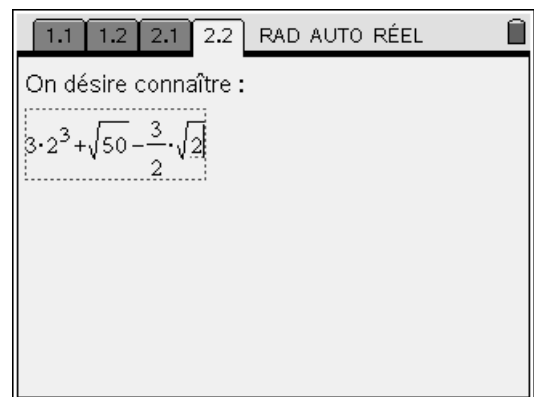 1.1 1.2 2.1 2.2 RAD AUTO RÉEL
On désire connaître :
3·2³+√50−3/2·√2